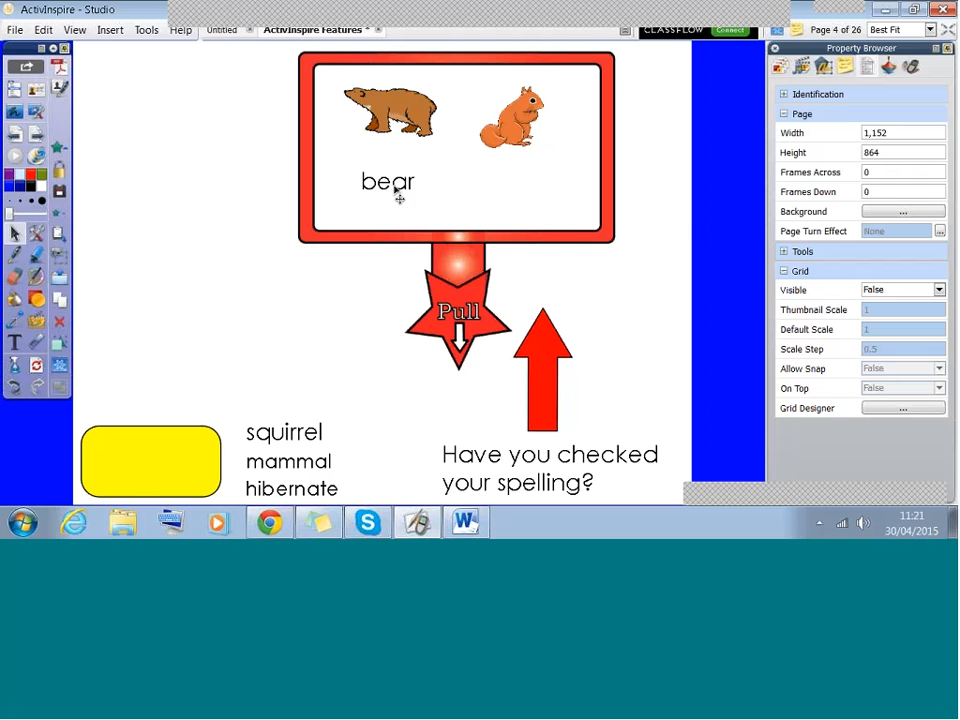 ActivInspire - Studio
File Edit View Insert Tools Help
Untitled
ActivInspire Features *
CLASSFLOW Connect
Page 4 of 26
Best Fit
Property Browser
Identification
Page
Width 1,152
Height 864
Frames Across 0
Frames Down 0
Background ...
Page Turn Effect None ...
Tools
Grid
Visible False
Thumbnail Scale 1
Default Scale 1
Scale Step 0.5
Allow Snap False
On Top False
Grid Designer ...
bear
Pull
squirrel
mammal
hibernate
Have you checked
your spelling?
11:21
30/04/2015